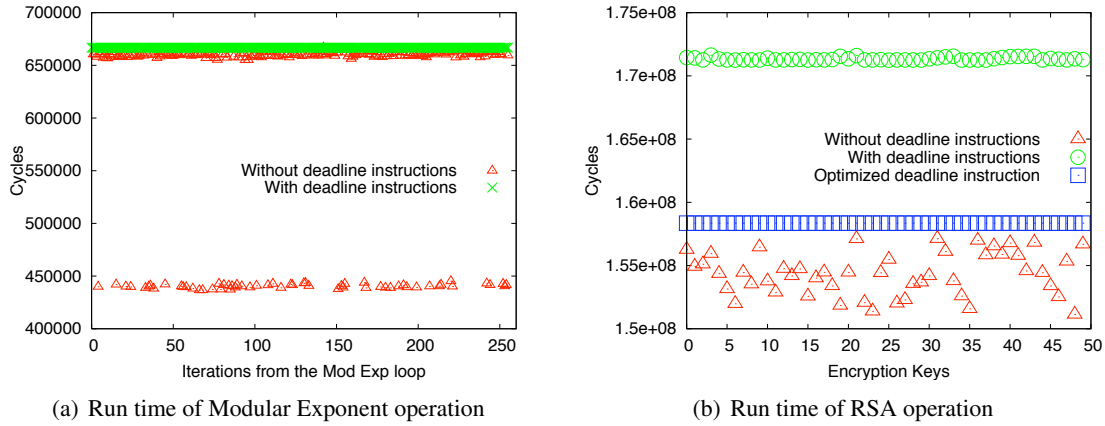 700000
650000
600000
550000
500000
450000
400000
Cycles
Without deadline instructions
With deadline instructions
0 50 100 150 200 250
Iterations from the Mod Exp loop
(a) Run time of Modular Exponent operation
1.75e+08
1.7e+08
1.65e+08
1.6e+08
1.55e+08
1.5e+08
Cycles
Without deadline instructions
With deadline instructions
Optimized deadline instruction
0 5 10 15 20 25 30 35 40 45 50
Encryption Keys
(b) Run time of RSA operation